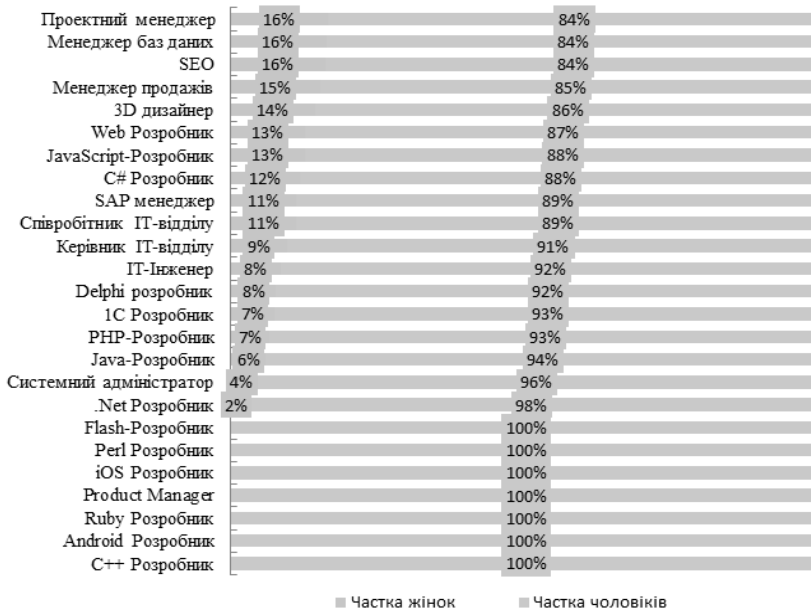 Проектний менеджер 16% 84%
Менеджер баз даних 16% 84%
SEO 16% 84%
Менеджер продажів 15% 85%
3D дизайнер 14% 86%
Web Розробник 13% 87%
JavaScript-Розробник 13% 88%
C# Розробник 12% 88%
SAP менеджер 11% 89%
Співробітник ІТ-відділу 11% 89%
Керівник ІТ-відділу 9% 91%
ІТ-Інженер 8% 92%
Delphi розробник 8% 92%
1C Розробник 7% 93%
PHP-Розробник 7% 93%
Java-Розробник 6% 94%
Системний адміністратор 4% 96%
.Net Розробник 2% 98%
Flash-Розробник 100%
Perl Розробник 100%
iOS Розробник 100%
Product Manager 100%
Ruby Розробник 100%
Android Розробник 100%
C++ Розробник 100%
Частка жінок Частка чоловіків